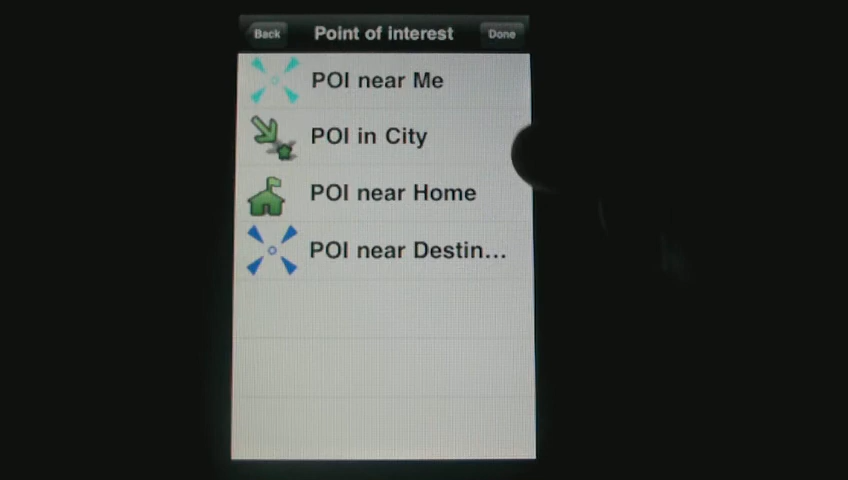 Back Point of interest Done
POI near Me
POI in City
POI near Home
POI near Destin...